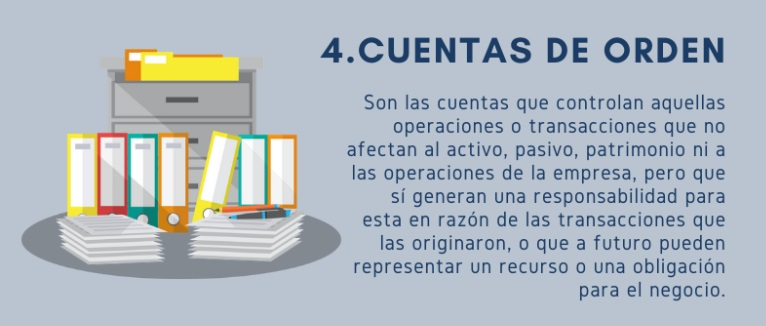 4.CUENTAS DE ORDEN
Son las cuentas que controlan aquellas
operaciones o transacciones que no
afectan al activo, pasivo, patrimonio ni a
las operaciones de la empresa, pero que
sí generan una responsabilidad para
esta en razón de las transacciones que
las originaron, o que a futuro pueden
representar un recurso o una obligación
para el negocio.